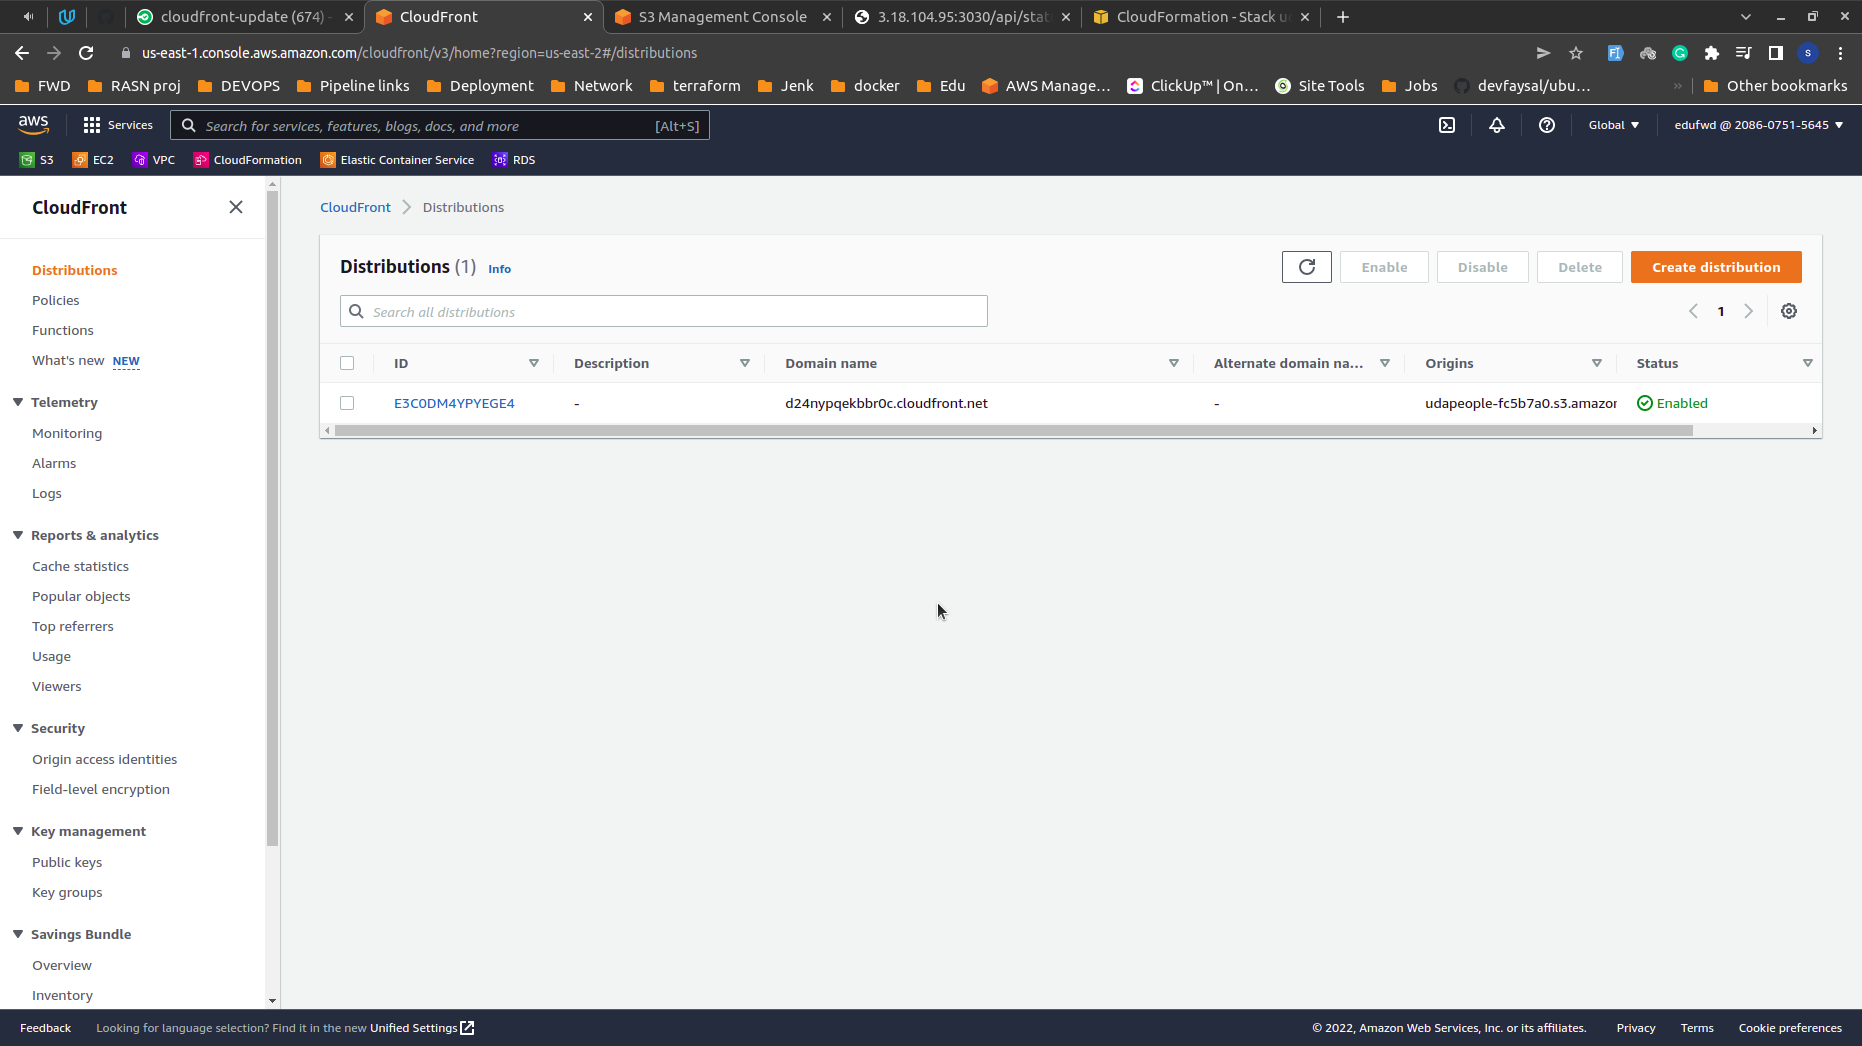 cloudfront-update (674) -
CloudFront
S3 Management Console
3.18.104.95:3030/api/stat
CloudFormation - Stack u
us-east-1.console.aws.amazon.com/cloudfront/v3/home?region=us-east-2#/distributions
S
FWD
RASN proj
DEVOPS
Pipeline links
Deployment
Network
terraform
Jenk
docker
Edu
AWS Manage...
ClickUp™ | On...
Site Tools
Jobs
devfaysal/ubu...
»
Other bookmarks
aws
Services
Search for services, features, blogs, docs, and more
[Alt+S]
Global
edufwd @ 2086-0751-5645
S3
EC2
VPC
CloudFormation
Elastic Container Service
RDS
CloudFront
Distributions
Policies
Functions
What's new NEW
Telemetry
Monitoring
Alarms
Logs
Reports & analytics
Cache statistics
Popular objects
Top referrers
Usage
Viewers
Security
Origin access identities
Field-level encryption
Key management
Public keys
Key groups
Savings Bundle
Overview
Inventory
CloudFront > Distributions
Distributions (1) Info
Enable
Disable
Delete
Create distribution
Search all distributions
1
ID
Description
Domain name
Alternate domain na...
Origins
Status
E3C0DM4YPYEGE4
-
d24nypqekbbr0c.cloudfront.net
-
udapeople-fc5b7a0.s3.amazon
Enabled
Feedback
Looking for language selection? Find it in the new Unified Settings
© 2022, Amazon Web Services, Inc. or its affiliates.
Privacy
Terms
Cookie preferences